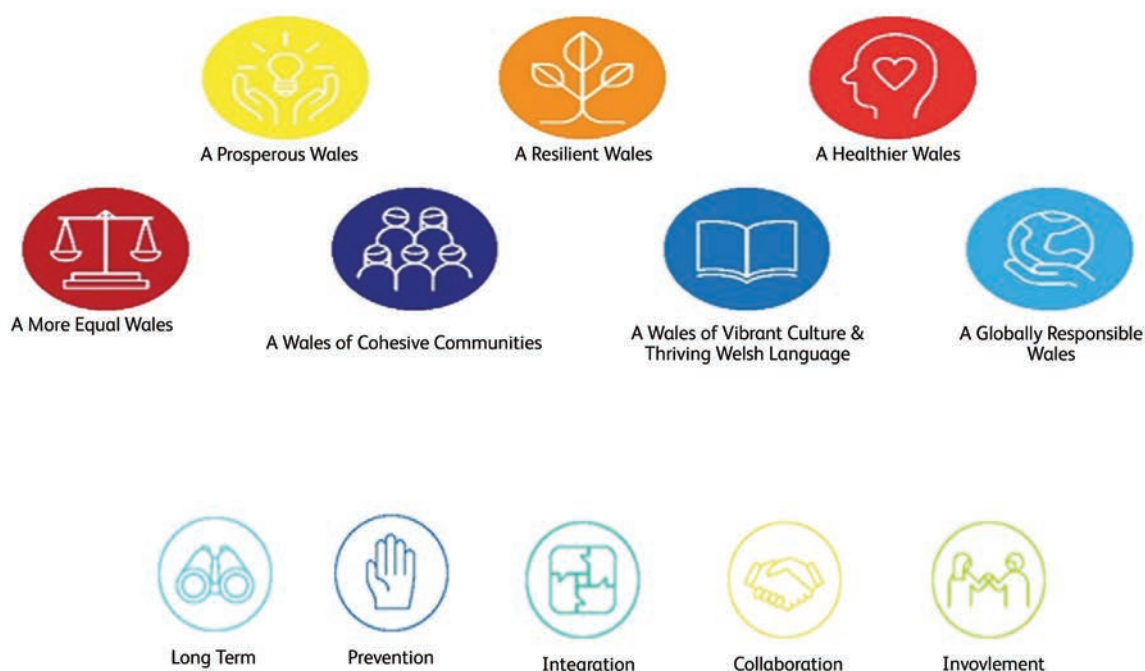 A Prosperous Wales
A Resilient Wales
A Healthier Wales
A More Equal Wales
A Wales of Cohesive Communities
A Wales of Vibrant Culture &
Thriving Welsh Language
A Globally Responsible
Wales
Long Term
Prevention
Integration
Collaboration
Invovlement